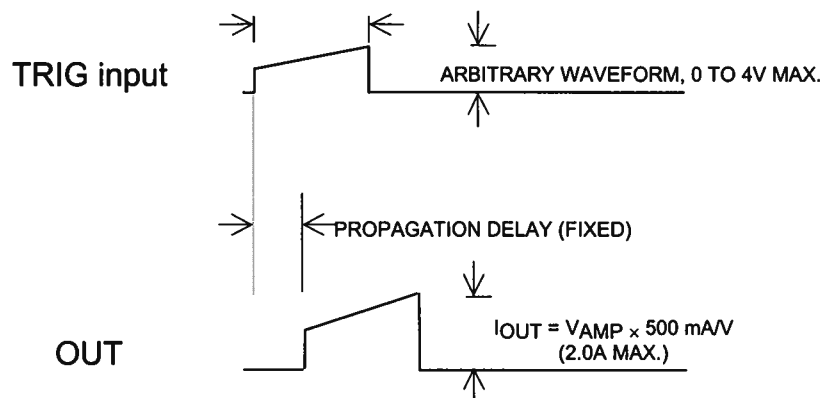 TRIG input
ARBITRARY WAVEFORM, 0 TO 4V MAX.
PROPAGATION DELAY (FIXED)
OUT
IOUT = VAMP × 500 mA/V
(2.0A MAX.)